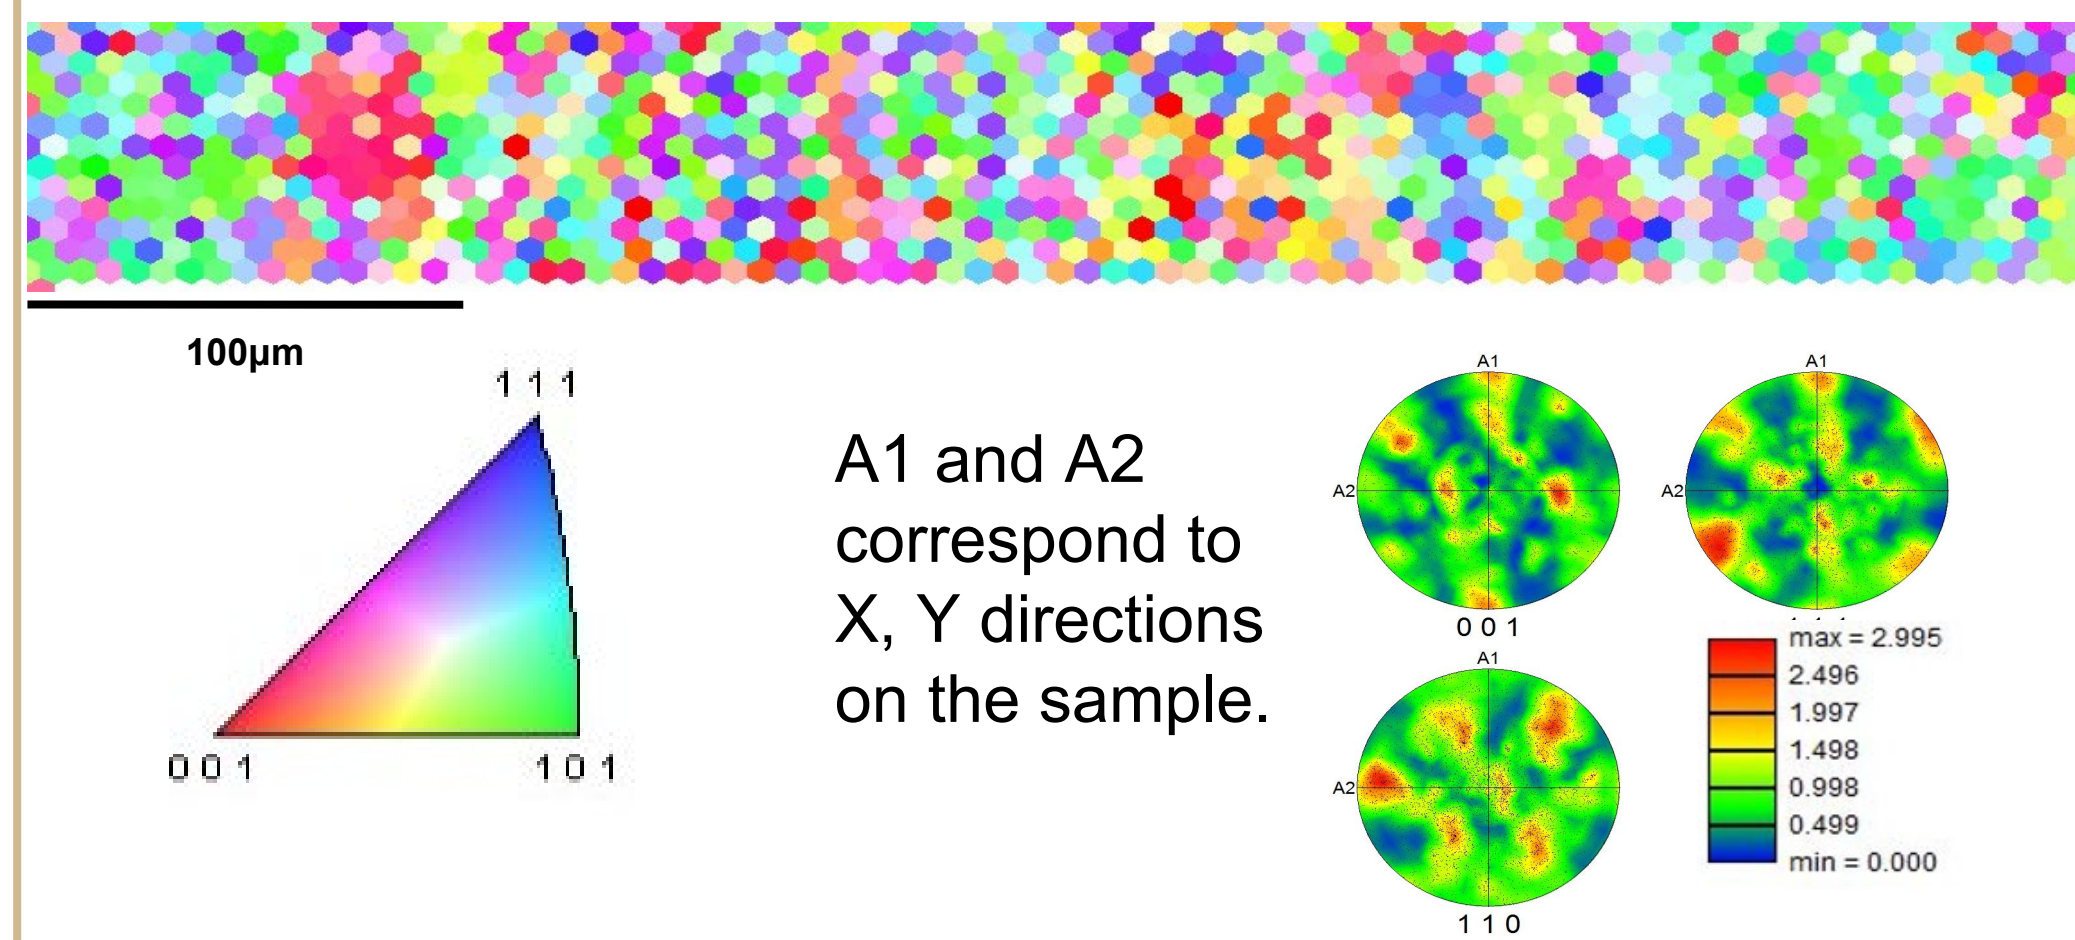 100μm
1 1 1
0 0 1
1 0 1
A1 and A2
correspond to
X, Y directions
on the sample.
A1
A2
0 0 1
A1
A2
A1
A2
1 1 0
max = 2.995
2.496
1.997
1.498
0.998
0.499
min = 0.000